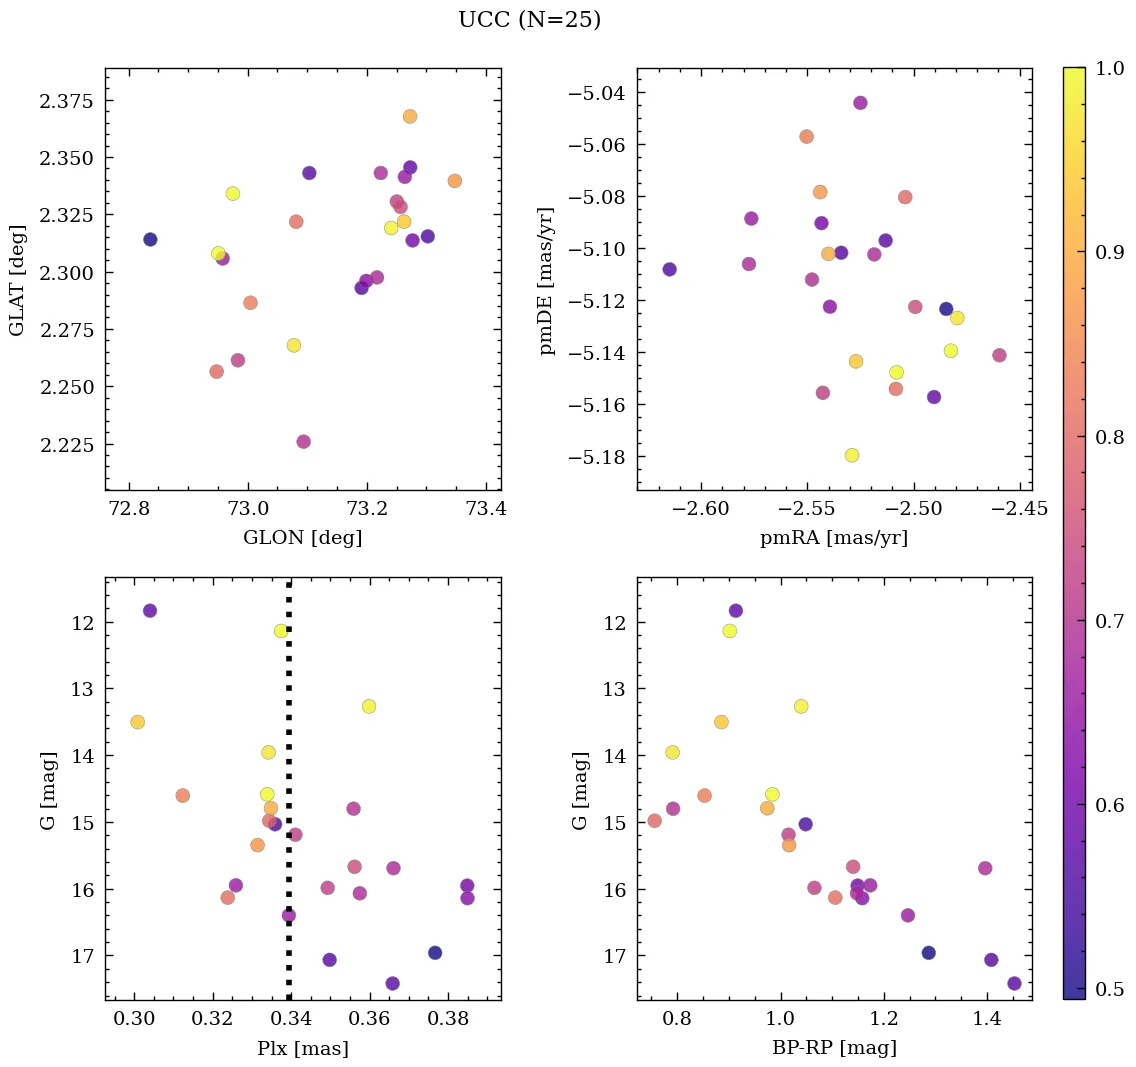 UCC (N=25)
2.375
2.350
2.325
2.300
2.275
2.250
2.225
GLAT [deg]
72.8 73.0 73.2 73.4
GLON [deg]
−5.04
−5.06
−5.08
−5.10
−5.12
−5.14
−5.16
−5.18
pmDE [mas/yr]
−2.60 −2.55 −2.50 −2.45
pmRA [mas/yr]
12
13
14
15
16
17
G [mag]
0.30 0.32 0.34 0.36 0.38
Plx [mas]
12
13
14
15
16
17
G [mag]
0.8 1.0 1.2 1.4
BP-RP [mag]
1.0
0.9
0.8
0.7
0.6
0.5